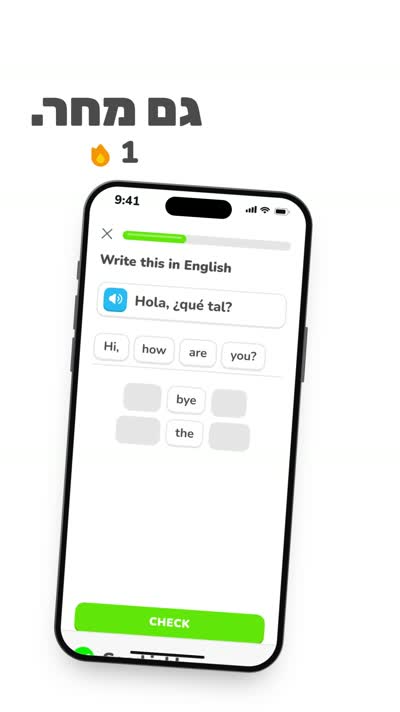 גם מחר.
1
9:41
Write this in English
Hola, ¿qué tal?
Hi, how are you?
bye
the
CHECK